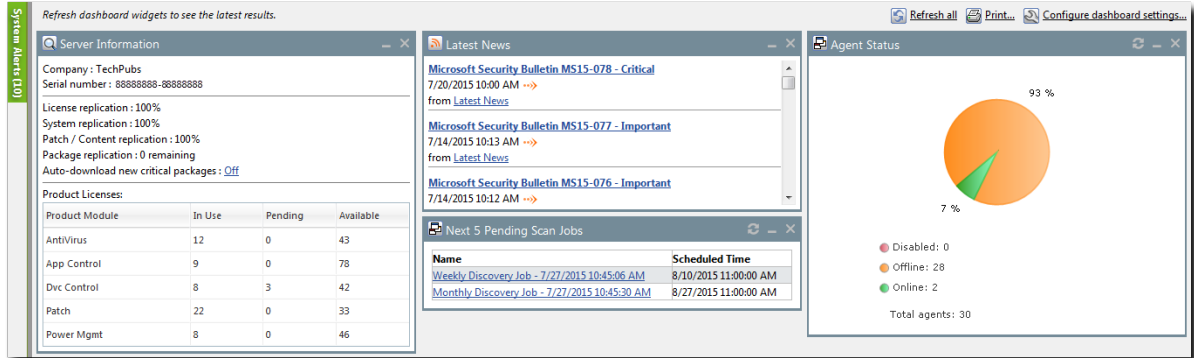 System Alerts (10)
Refresh dashboard widgets to see the latest results.
Refresh all Print... Configure dashboard settings...
Server Information
Company : TechPubs
Serial number : 88888888-88888888
License replication : 100%
System replication : 100%
Patch / Content replication : 100%
Package replication : 0 remaining
Auto-download new critical packages : Off
Product Licenses:
Product Module In Use Pending Available
AntiVirus 12 0 43
App Control 9 0 78
Dvc Control 8 3 42
Patch 22 0 33
Power Mgmt 8 0 46
Latest News
Microsoft Security Bulletin MS15-078 - Critical
7/20/2015 10:00 AM
from Latest News
Microsoft Security Bulletin MS15-077 - Important
7/14/2015 10:13 AM
from Latest News
Microsoft Security Bulletin MS15-076 - Important
7/14/2015 10:12 AM
Next 5 Pending Scan Jobs
Name Scheduled Time
Weekly Discovery Job - 7/27/2015 10:45:06 AM 8/10/2015 11:00:00 AM
Monthly Discovery Job - 7/27/2015 10:45:30 AM 8/27/2015 11:00:00 AM
Agent Status
93 %
7 %
Disabled: 0
Offline: 28
Online: 2
Total agents: 30